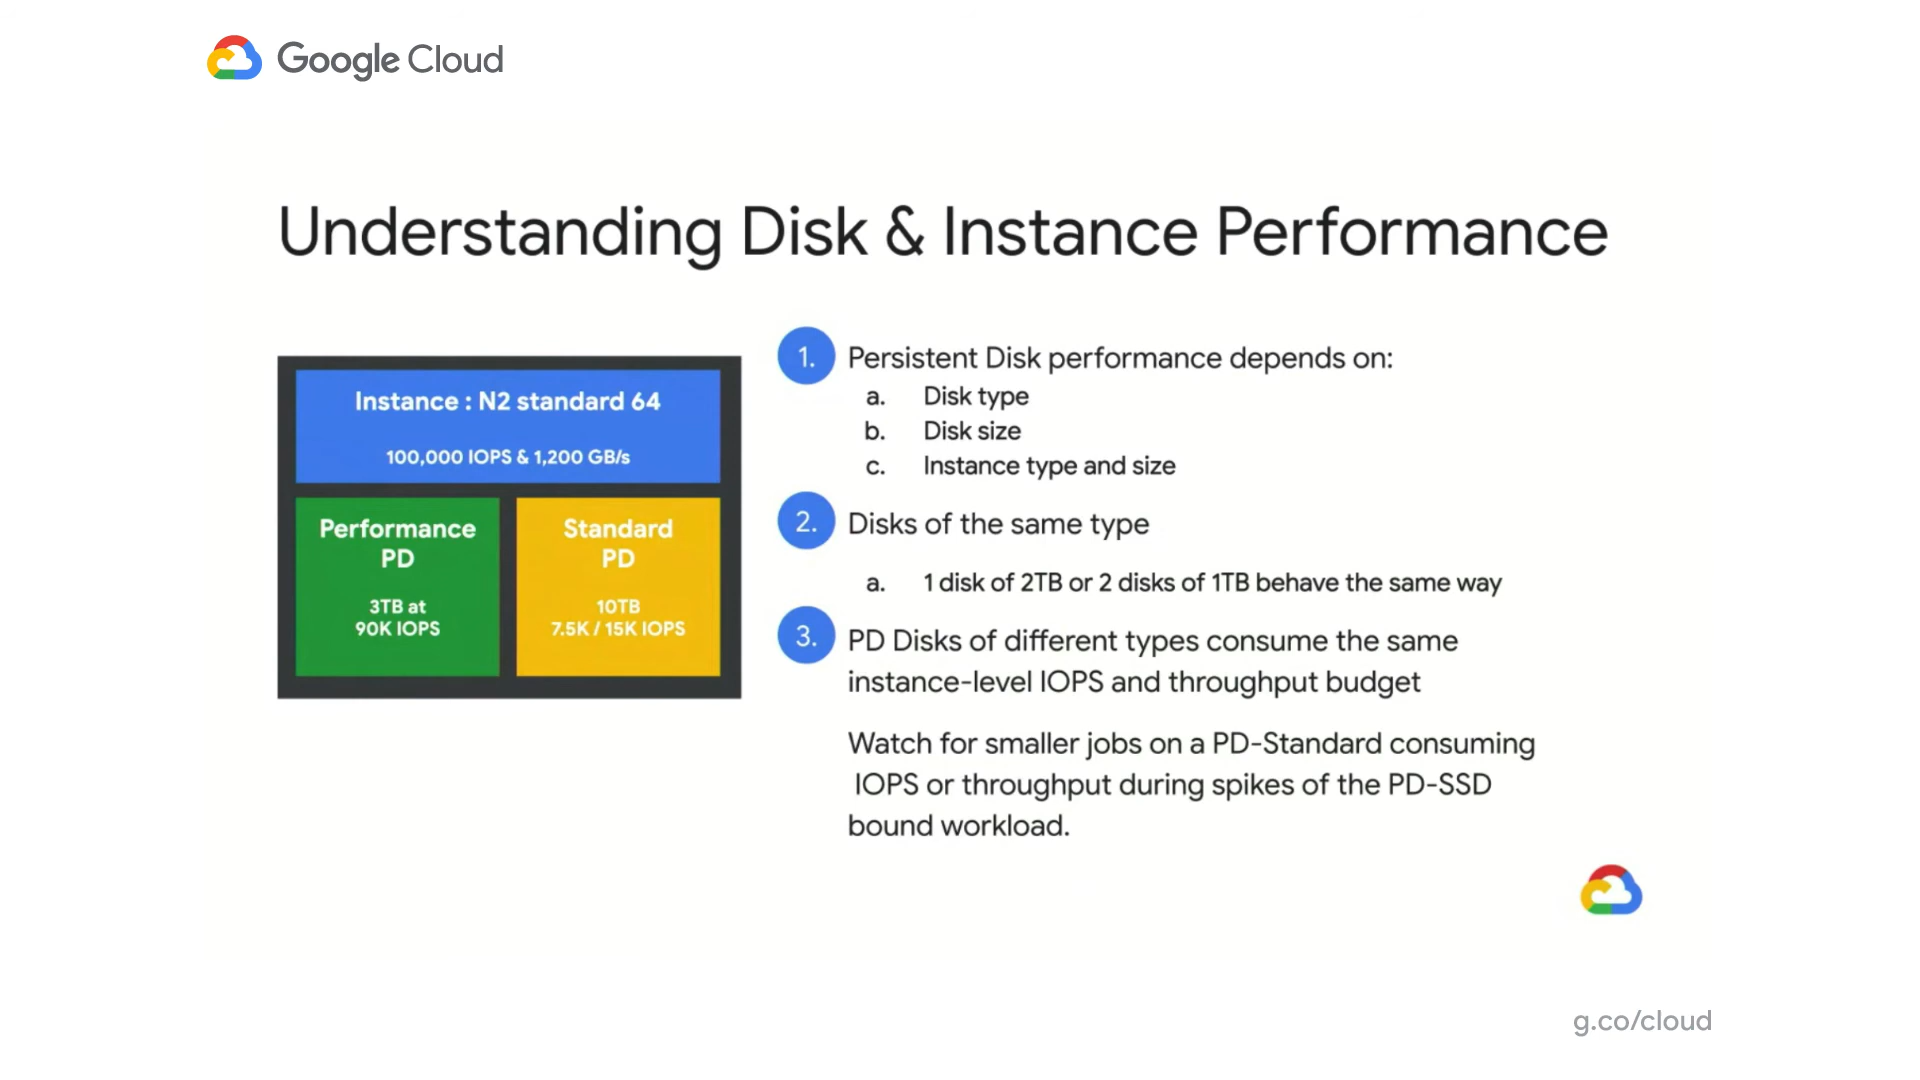 Google Cloud
Understanding Disk & Instance Performance
Instance : N2 standard 64
100,000 IOPS & 1,200 GB/s
Performance
PD
3TB at
90K IOPS
Standard
PD
10TB
7.5K / 15K IOPS
1. Persistent Disk performance depends on:
a. Disk type
b. Disk size
c. Instance type and size
2. Disks of the same type
a. 1 disk of 2TB or 2 disks of 1TB behave the same way
3. PD Disks of different types consume the same
instance-level IOPS and throughput budget
Watch for smaller jobs on a PD-Standard consuming
IOPS or throughput during spikes of the PD-SSD
bound workload.
g.co/cloud